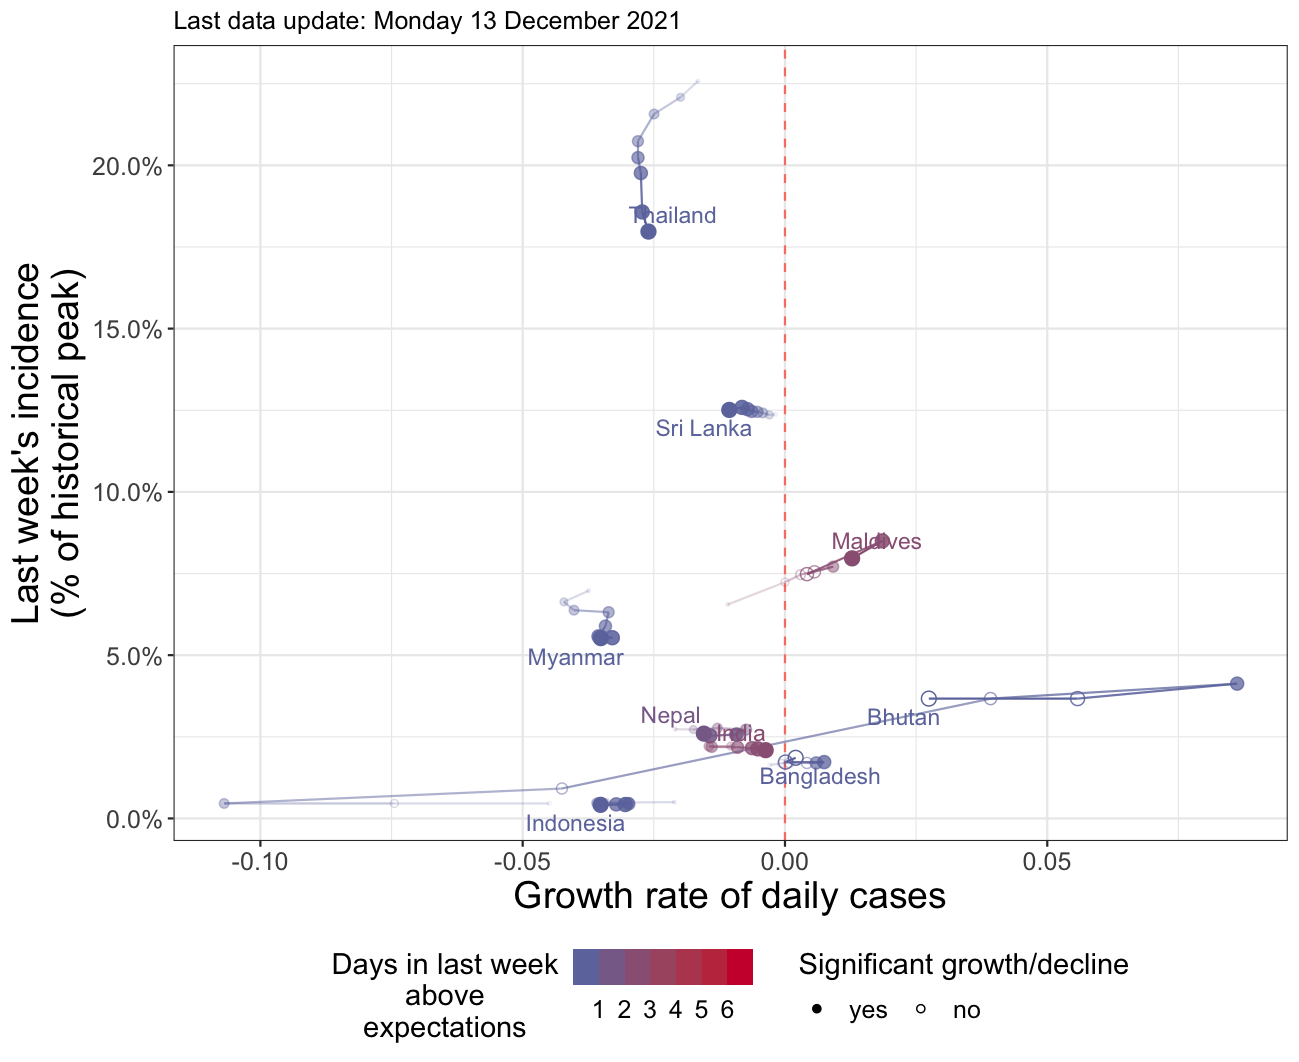 Last data update: Monday 13 December 2021
Last week's incidence
(% of historical peak)
20.0%
15.0%
10.0%
5.0%
0.0%
Thailand
Sri Lanka
Maldives
Myanmar
Nepal
India
Bhutan
Bangladesh
Indonesia
-0.10
-0.05
0.00
0.05
Growth rate of daily cases
Days in last week
above
expectations
1 2 3 4 5 6
Significant growth/decline
yes no